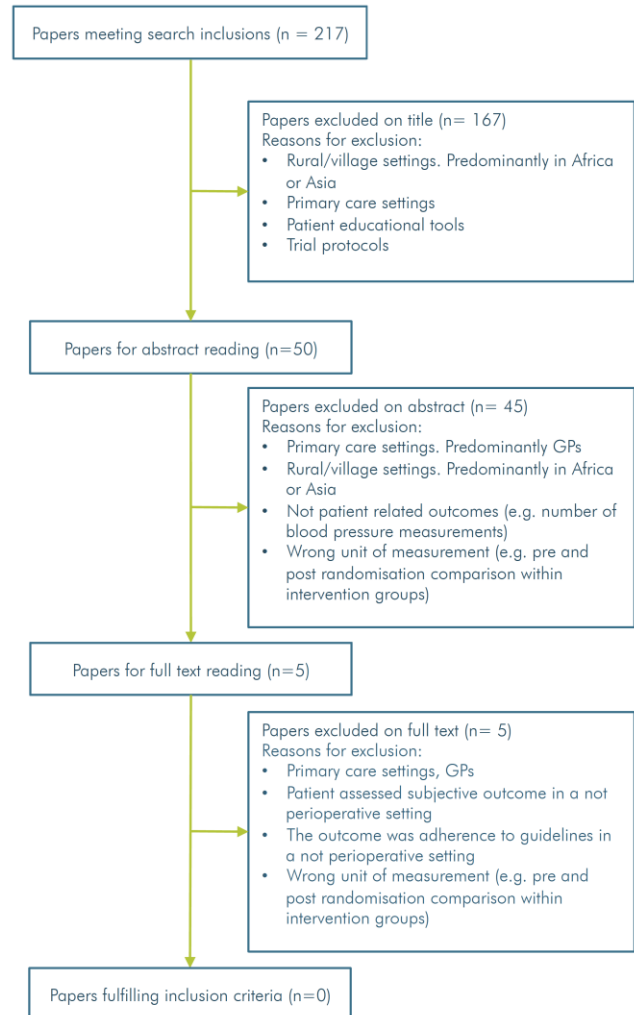 Papers meeting search inclusions (n = 217)
Papers excluded on title (n= 167)
Reasons for exclusion:
• Rural/village settings. Predominantly in Africa
or Asia
• Primary care settings
• Patient educational tools
• Trial protocols
Papers for abstract reading (n=50)
Papers excluded on abstract (n= 45)
Reasons for exclusion:
• Primary care settings. Predominantly GPs
• Rural/village settings. Predominantly in Africa
or Asia
• Not patient related outcomes (e.g. number of
blood pressure measurements)
• Wrong unit of measurement (e.g. pre and
post randomisation comparison within
intervention groups)
Papers for full text reading (n=5)
Papers excluded on full text (n= 5)
Reasons for exclusion:
• Primary care settings, GPs
• Patient assessed subjective outcome in a not
perioperative setting
• The outcome was adherence to guidelines in
a not perioperative setting
• Wrong unit of measurement (e.g. pre and
post randomisation comparison within
intervention groups)
Papers fulfilling inclusion criteria (n=0)